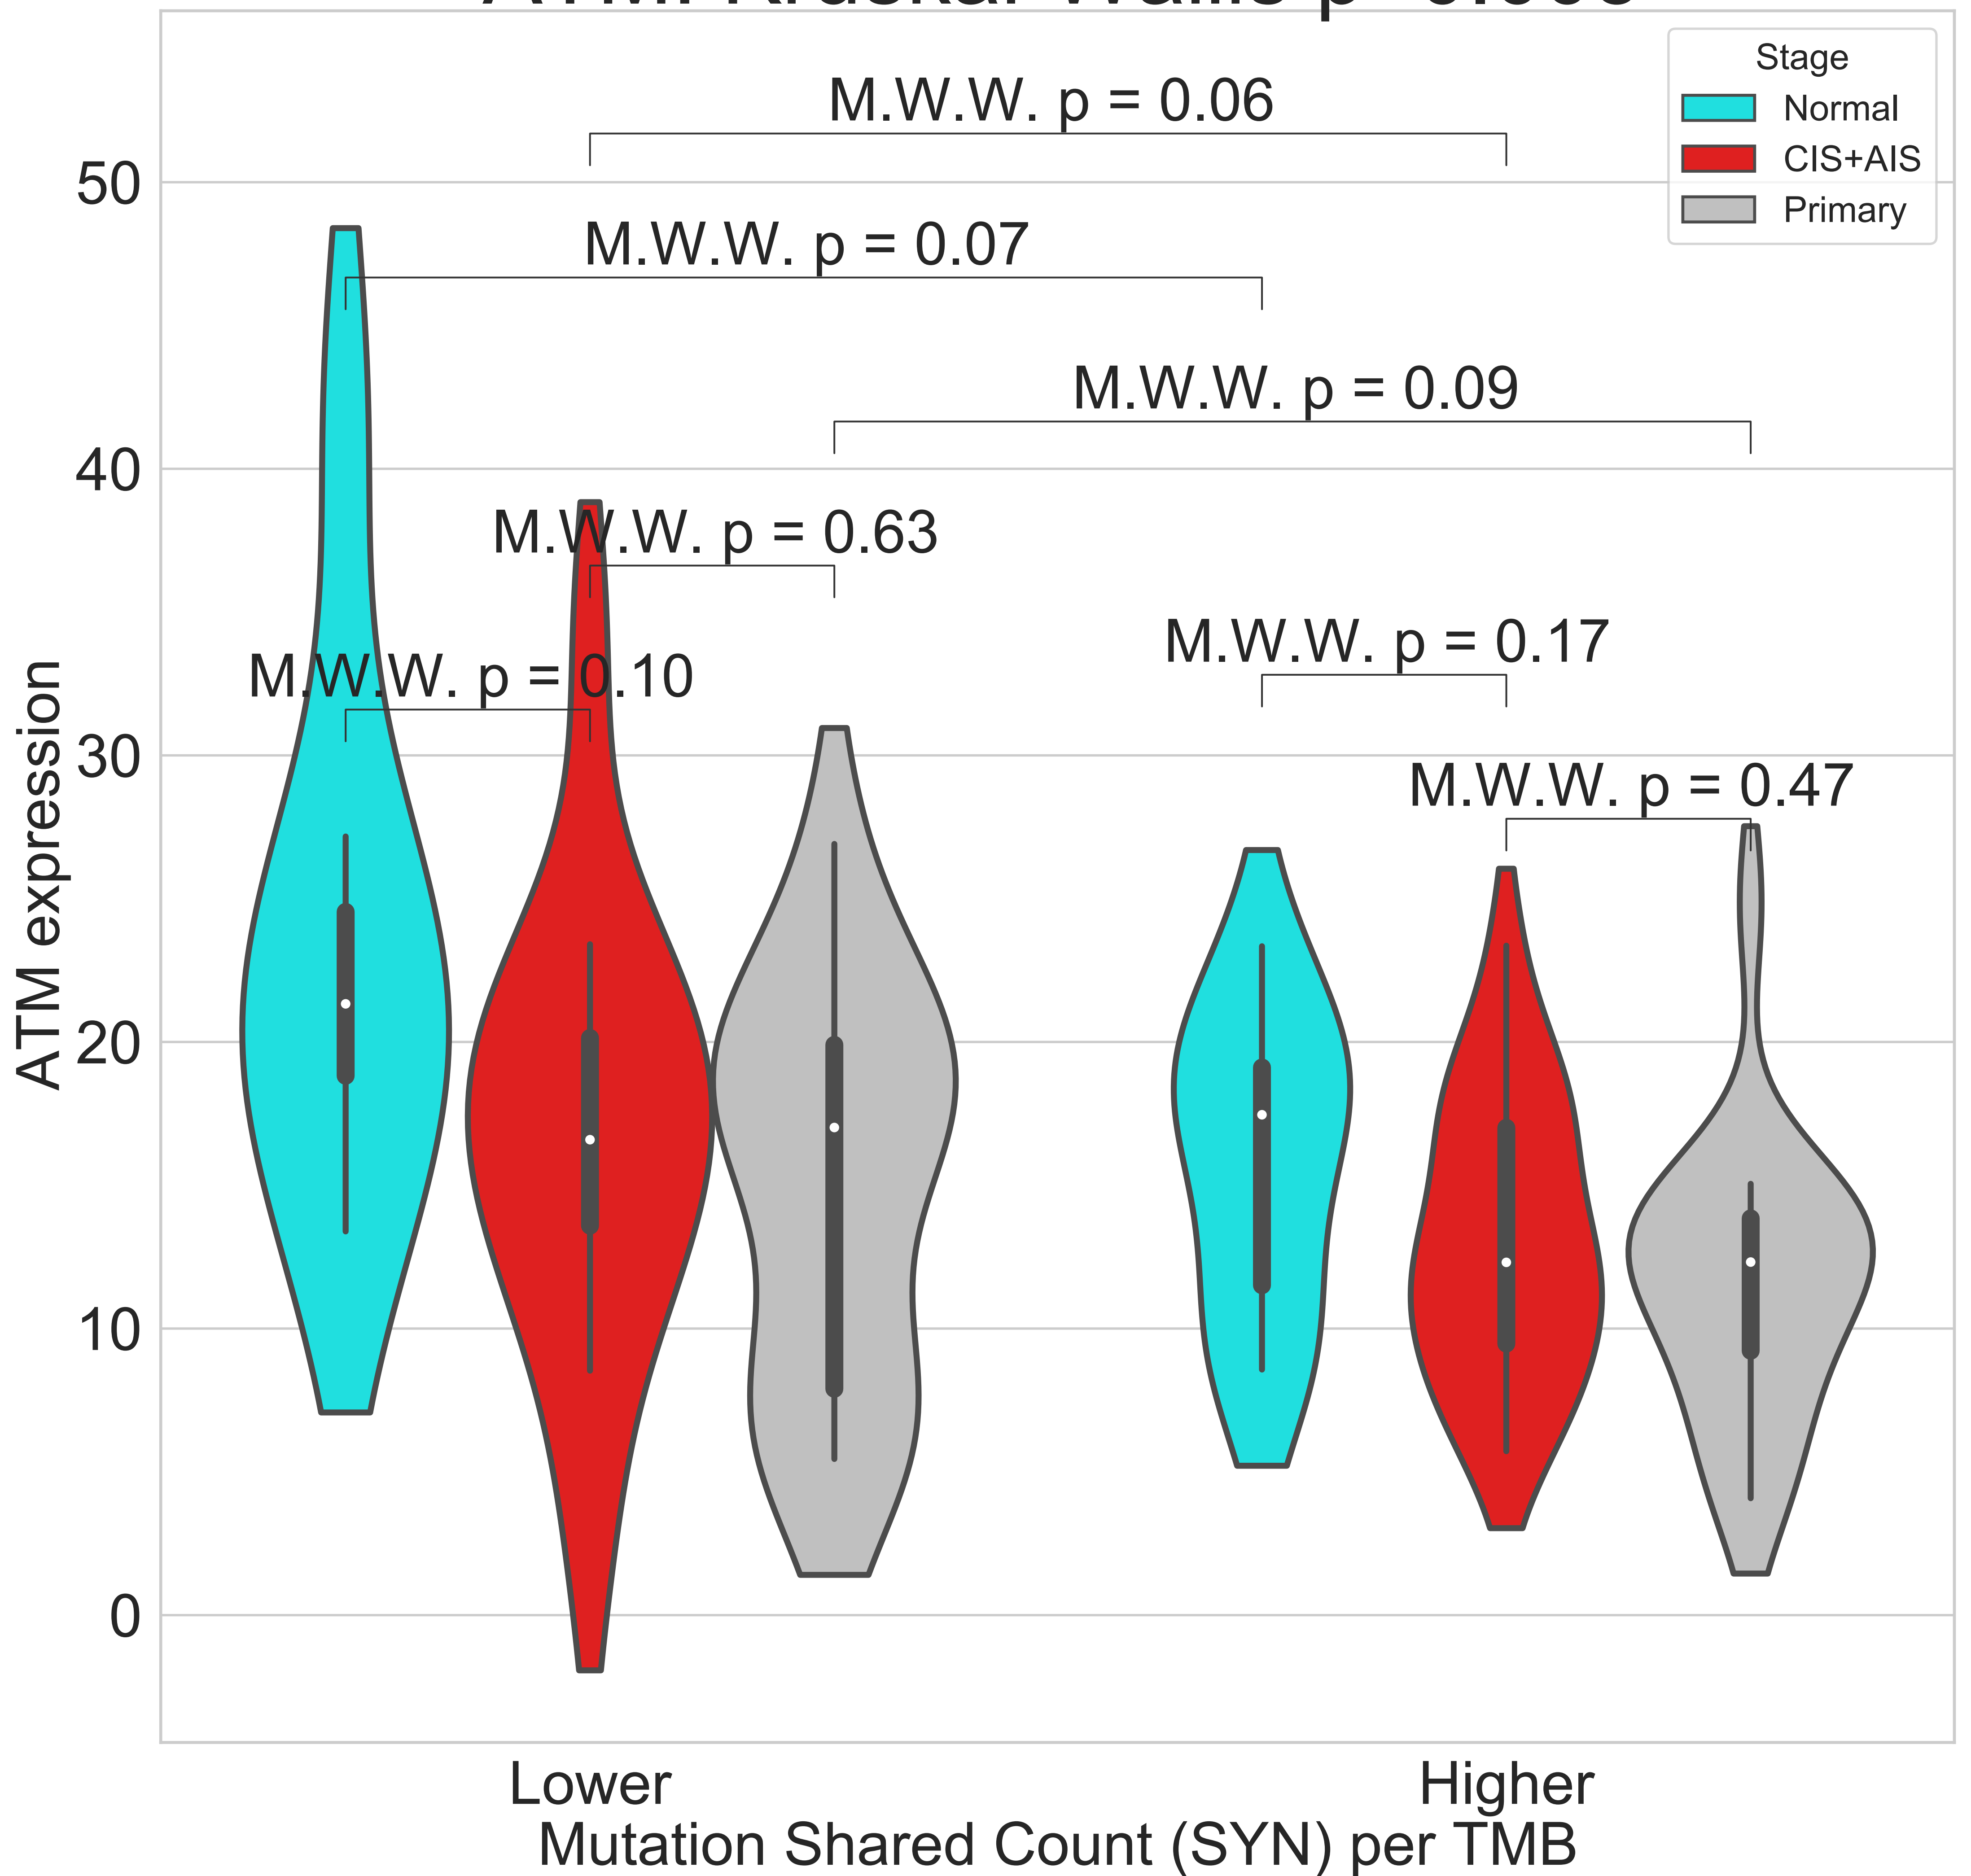 Stage
Normal
CIS+AIS
Primary
M.W.W. p = 0.06
M.W.W. p = 0.07
M.W.W. p = 0.09
M.W.W. p = 0.63
M.W.W. p = 0.17
M.W.W. p = 0.10
M.W.W. p = 0.47
ATM expression
50
40
30
20
10
0
Lower
Higher
Mutation Shared Count (SYN) per TMB